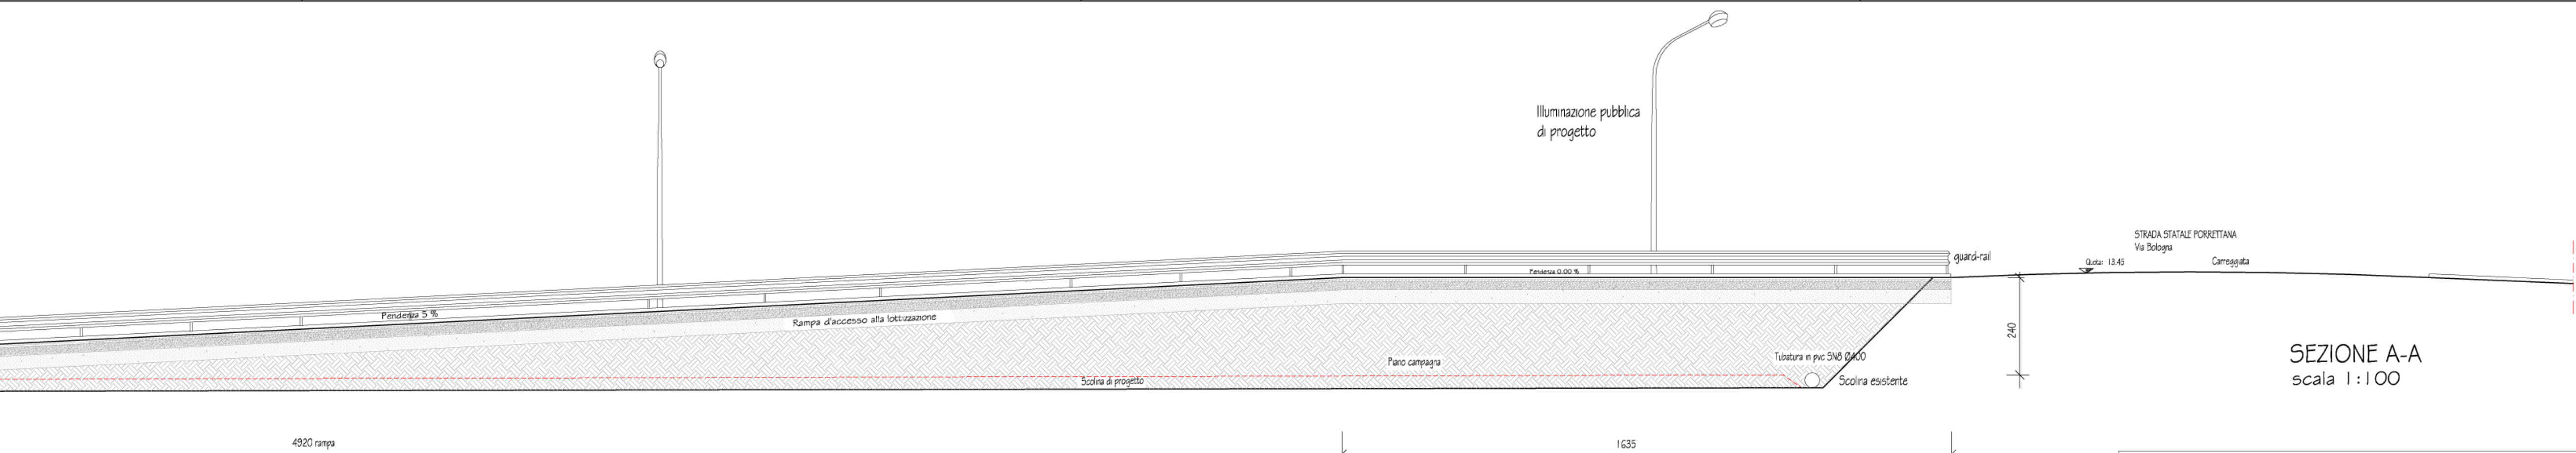 Illuminazione pubblica
di progetto
STRADA STATALE PORRETTANA
Via Bologna
guard-rail
Quota: 13.45
Carreggiata
Pendenza 0.00 %
Pendenza 5 %
Rampa d'accesso alla lottizzazione
240
SEZIONE A-A
scala 1:100
Tubatura in pvc SN8 Ø400
Piano campagna
Scolina di progetto
Scolina esistente
4920 rampa
1635